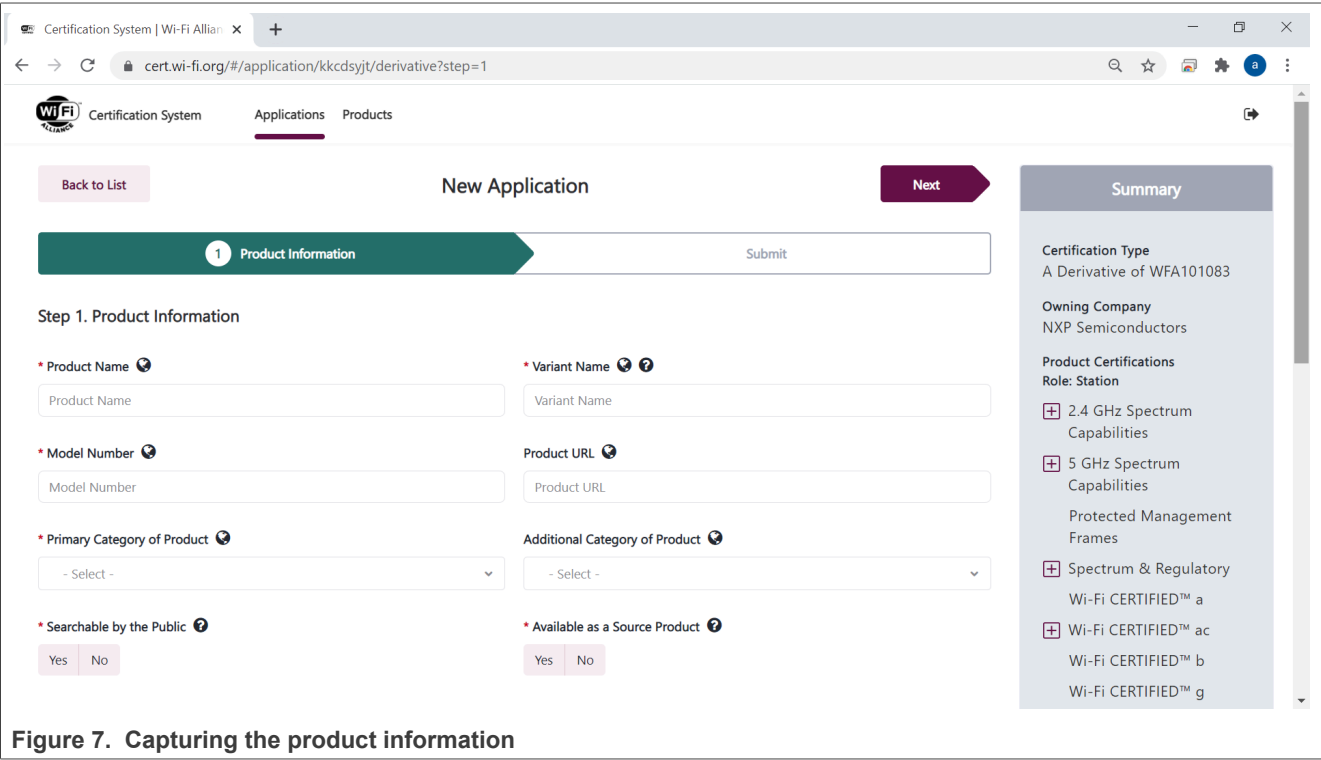 Certification System | Wi-Fi Allian
cert.wi-fi.org/#/application/kkcdsyjt/derivative?step=1
a
Wi Fi
ALLIANCE
Certification System
Applications
Products
Back to List
New Application
Next
1 Product Information
Submit
Step 1. Product Information
* Product Name
* Variant Name
Product Name
Variant Name
* Model Number
Product URL
Model Number
Product URL
* Primary Category of Product
Additional Category of Product
- Select -
- Select -
* Searchable by the Public
* Available as a Source Product
Yes No
Yes No
Summary
Certification Type
A Derivative of WFA101083
Owning Company
NXP Semiconductors
Product Certifications
Role: Station
2.4 GHz Spectrum
Capabilities
5 GHz Spectrum
Capabilities
Protected Management
Frames
Spectrum & Regulatory
Wi-Fi CERTIFIED™ a
Wi-Fi CERTIFIED™ ac
Wi-Fi CERTIFIED™ b
Wi-Fi CERTIFIED™ g
Figure 7. Capturing the product information